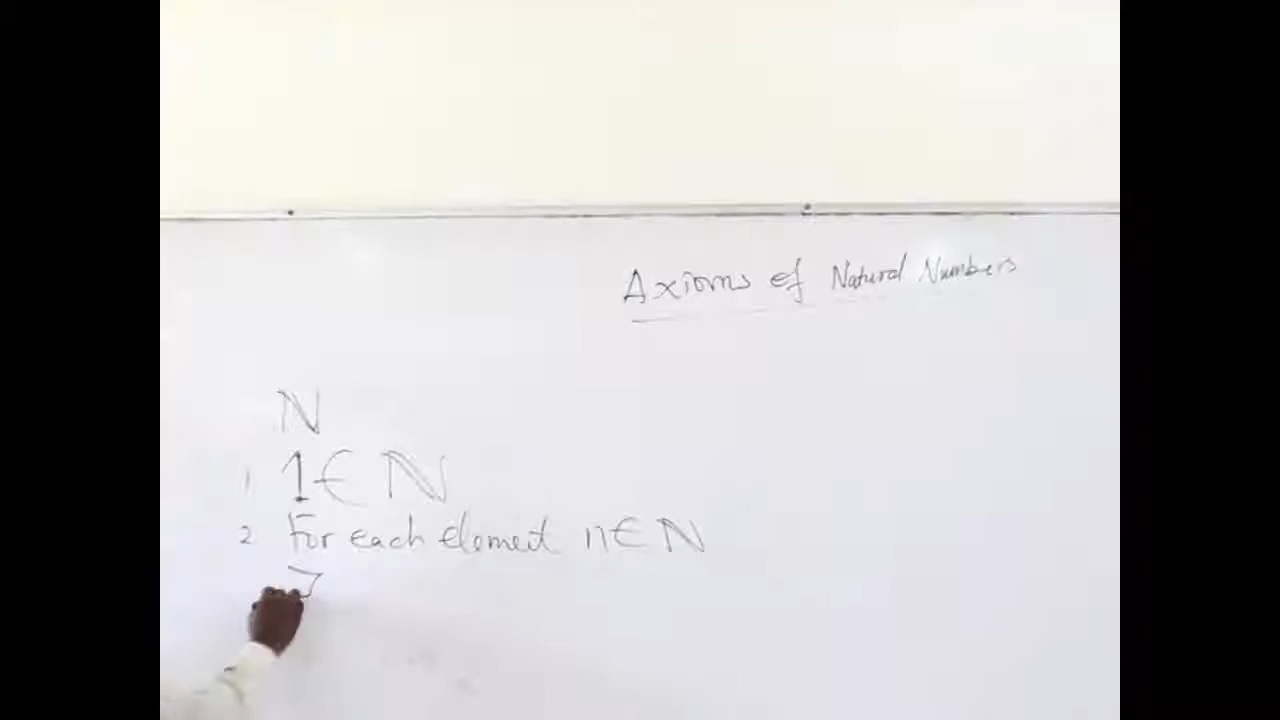 Axioms of Natural Numbers
ℕ
1 1 ∈ ℕ
2 For each element n ∈ ℕ